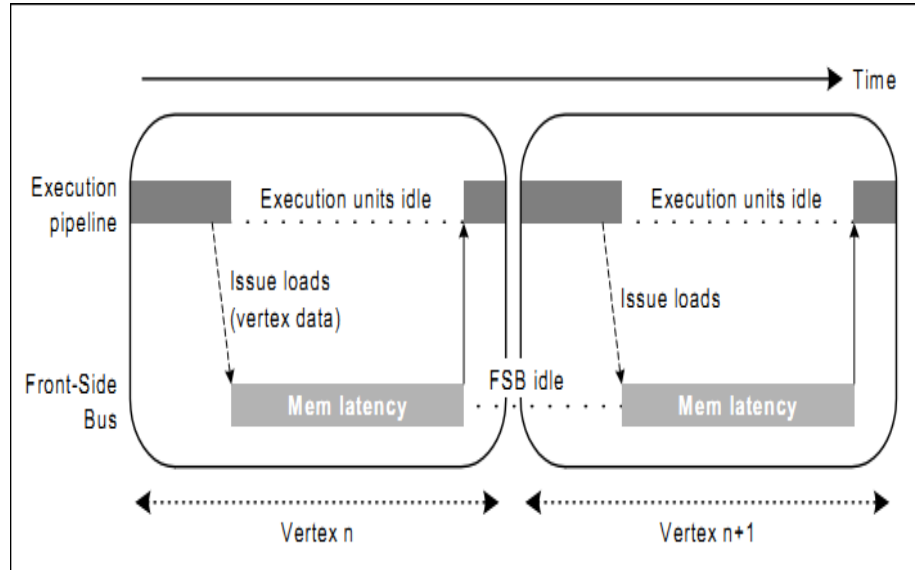 Time
Execution
pipeline
Execution units idle
Execution units idle
Issue loads
(vertex data)
Issue loads
Front-Side
Bus
Mem latency
FSB idle
Mem latency
Vertex n
Vertex n+1